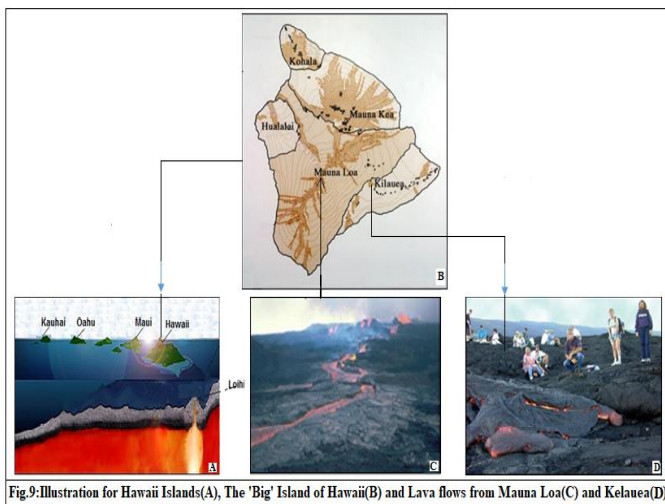 Kohala
Mauna Kea
Hualalai
Mauna Loa
Kilauea
B
Kauhai
Oahu
Maui
Hawaii
Loihi
A
C
D
Fig.9:Illustration for Hawaii Islands(A), The 'Big' Island of Hawaii(B) and Lava flows from Mauna Loa(C) and Kelauea(D)